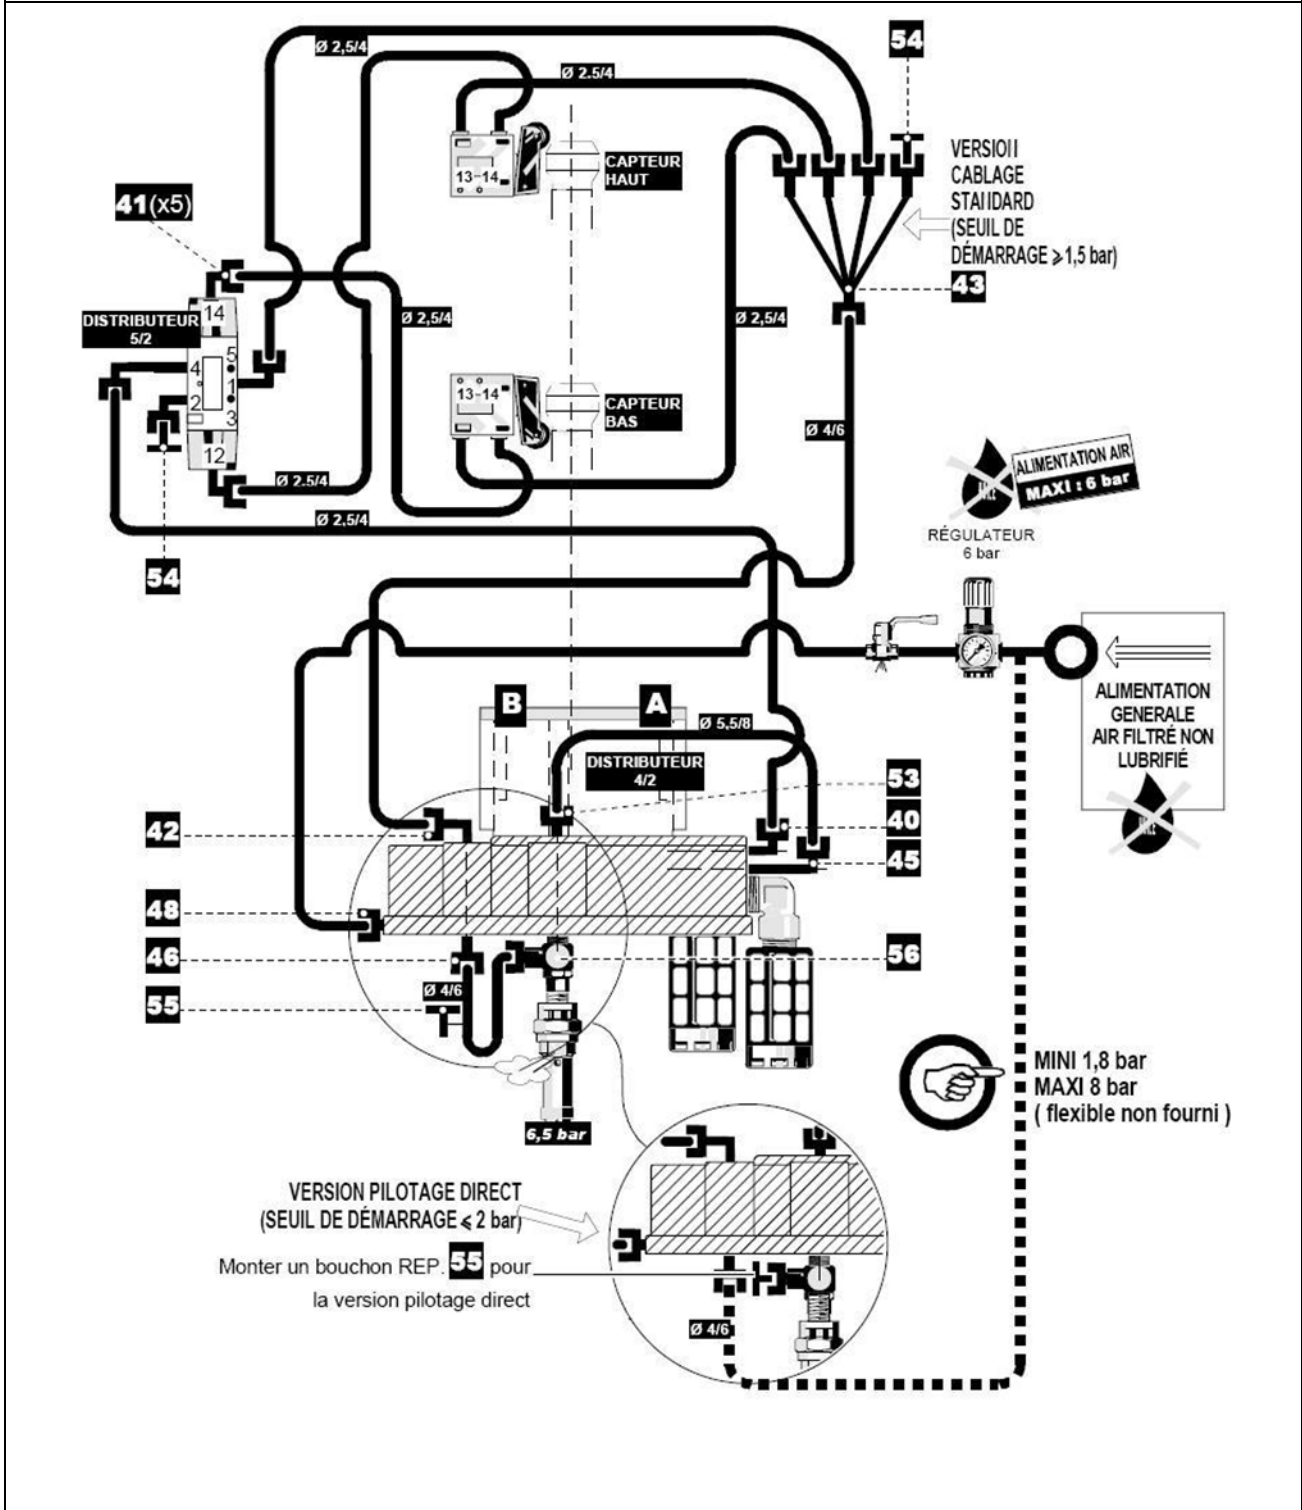 Ø 2,5/4
54
Ø 2.5/4
VERSIOII
CABLAGE
STAIIDARD
(SEUIL DE
DÉMARRAGE ⩾ 1,5 bar)
CAPTEUR
HAUT
13-14
41(x5)
43
14
DISTRIBUTEUR
5/2
Ø 2,5/4
Ø 2,5/4
5
4
1
2
3
13-14
CAPTEUR
BAS
Ø 4/6
12
Ø 2.5/4
ALIMENTATION AIR
MAXI : 6 bar
Ø 2,5/4
RÉGULATEUR
6 bar
54
ALIMENTATION
GENERALE
AIR FILTRÉ NON
LUBRIFIÉ
B
A
Ø 5,5/8
DISTRIBUTEUR
4/2
53
42
40
45
48
46
56
Ø 4/6
55
MINI 1,8 bar
MAXI 8 bar
( flexible non fourni )
6,5 bar
VERSION PILOTAGE DIRECT
(SEUIL DE DÉMARRAGE ⩽ 2 bar)
Monter un bouchon REP. 55 pour
la version pilotage direct
Ø 4/6